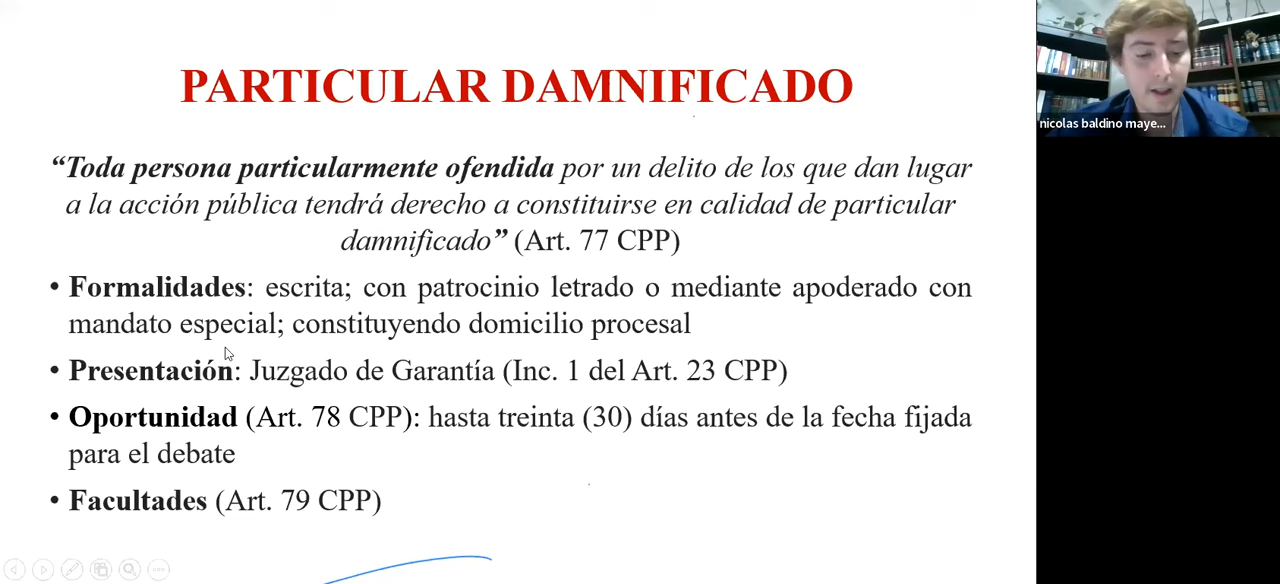 PARTICULAR DAMNIFICADO
“Toda persona particularmente ofendida por un delito de los que dan lugar
a la acción pública tendrá derecho a constituirse en calidad de particular
damnificado” (Art. 77 CPP)
• Formalidades: escrita; con patrocinio letrado o mediante apoderado con
mandato especial; constituyendo domicilio procesal
• Presentación: Juzgado de Garantía (Inc. 1 del Art. 23 CPP)
• Oportunidad (Art. 78 CPP): hasta treinta (30) días antes de la fecha fijada
para el debate
• Facultades (Art. 79 CPP)
nicolas baldino maye...